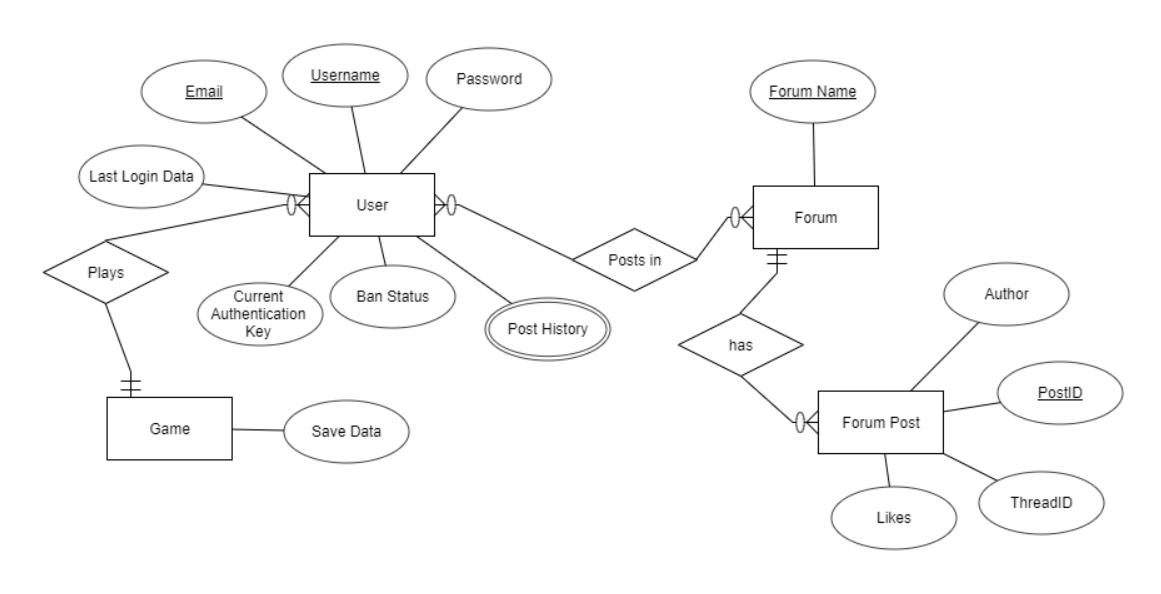 Email
Username
Password
Forum Name
Last Login Data
User
Forum
Plays
Posts in
Current
Authentication
Key
Ban Status
Post History
Author
has
PostID
Game
Save Data
Forum Post
ThreadID
Likes